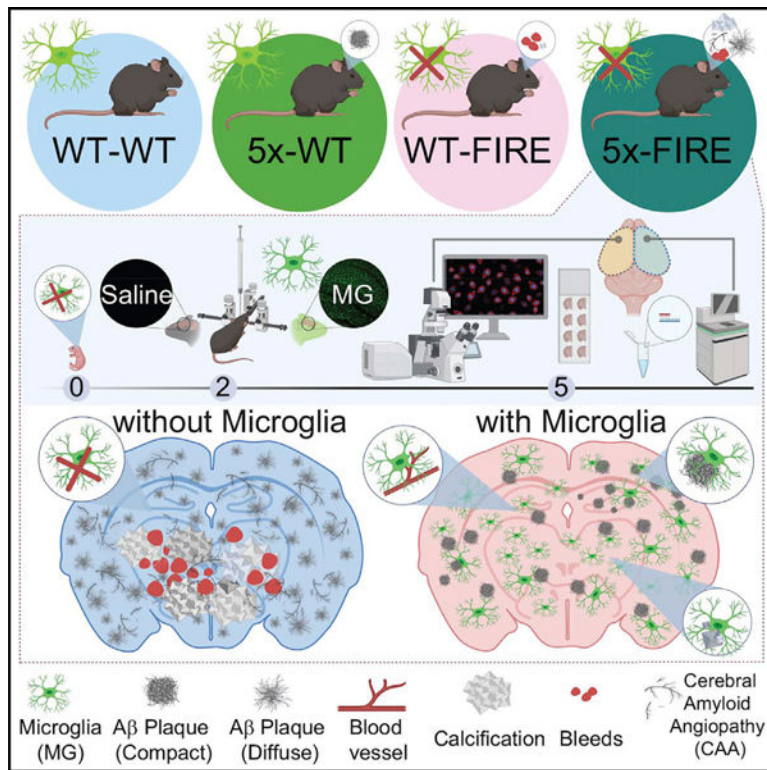 WT-WT
5x-WT
WT-FIRE
5x-FIRE
Saline
MG
0
2
5
without Microglia
with Microglia
Microglia
(MG)
Aβ Plaque
(Compact)
Aβ Plaque
(Diffuse)
Blood
vessel
Calcification
Bleeds
Cerebral
Amyloid
Angiopathy
(CAA)